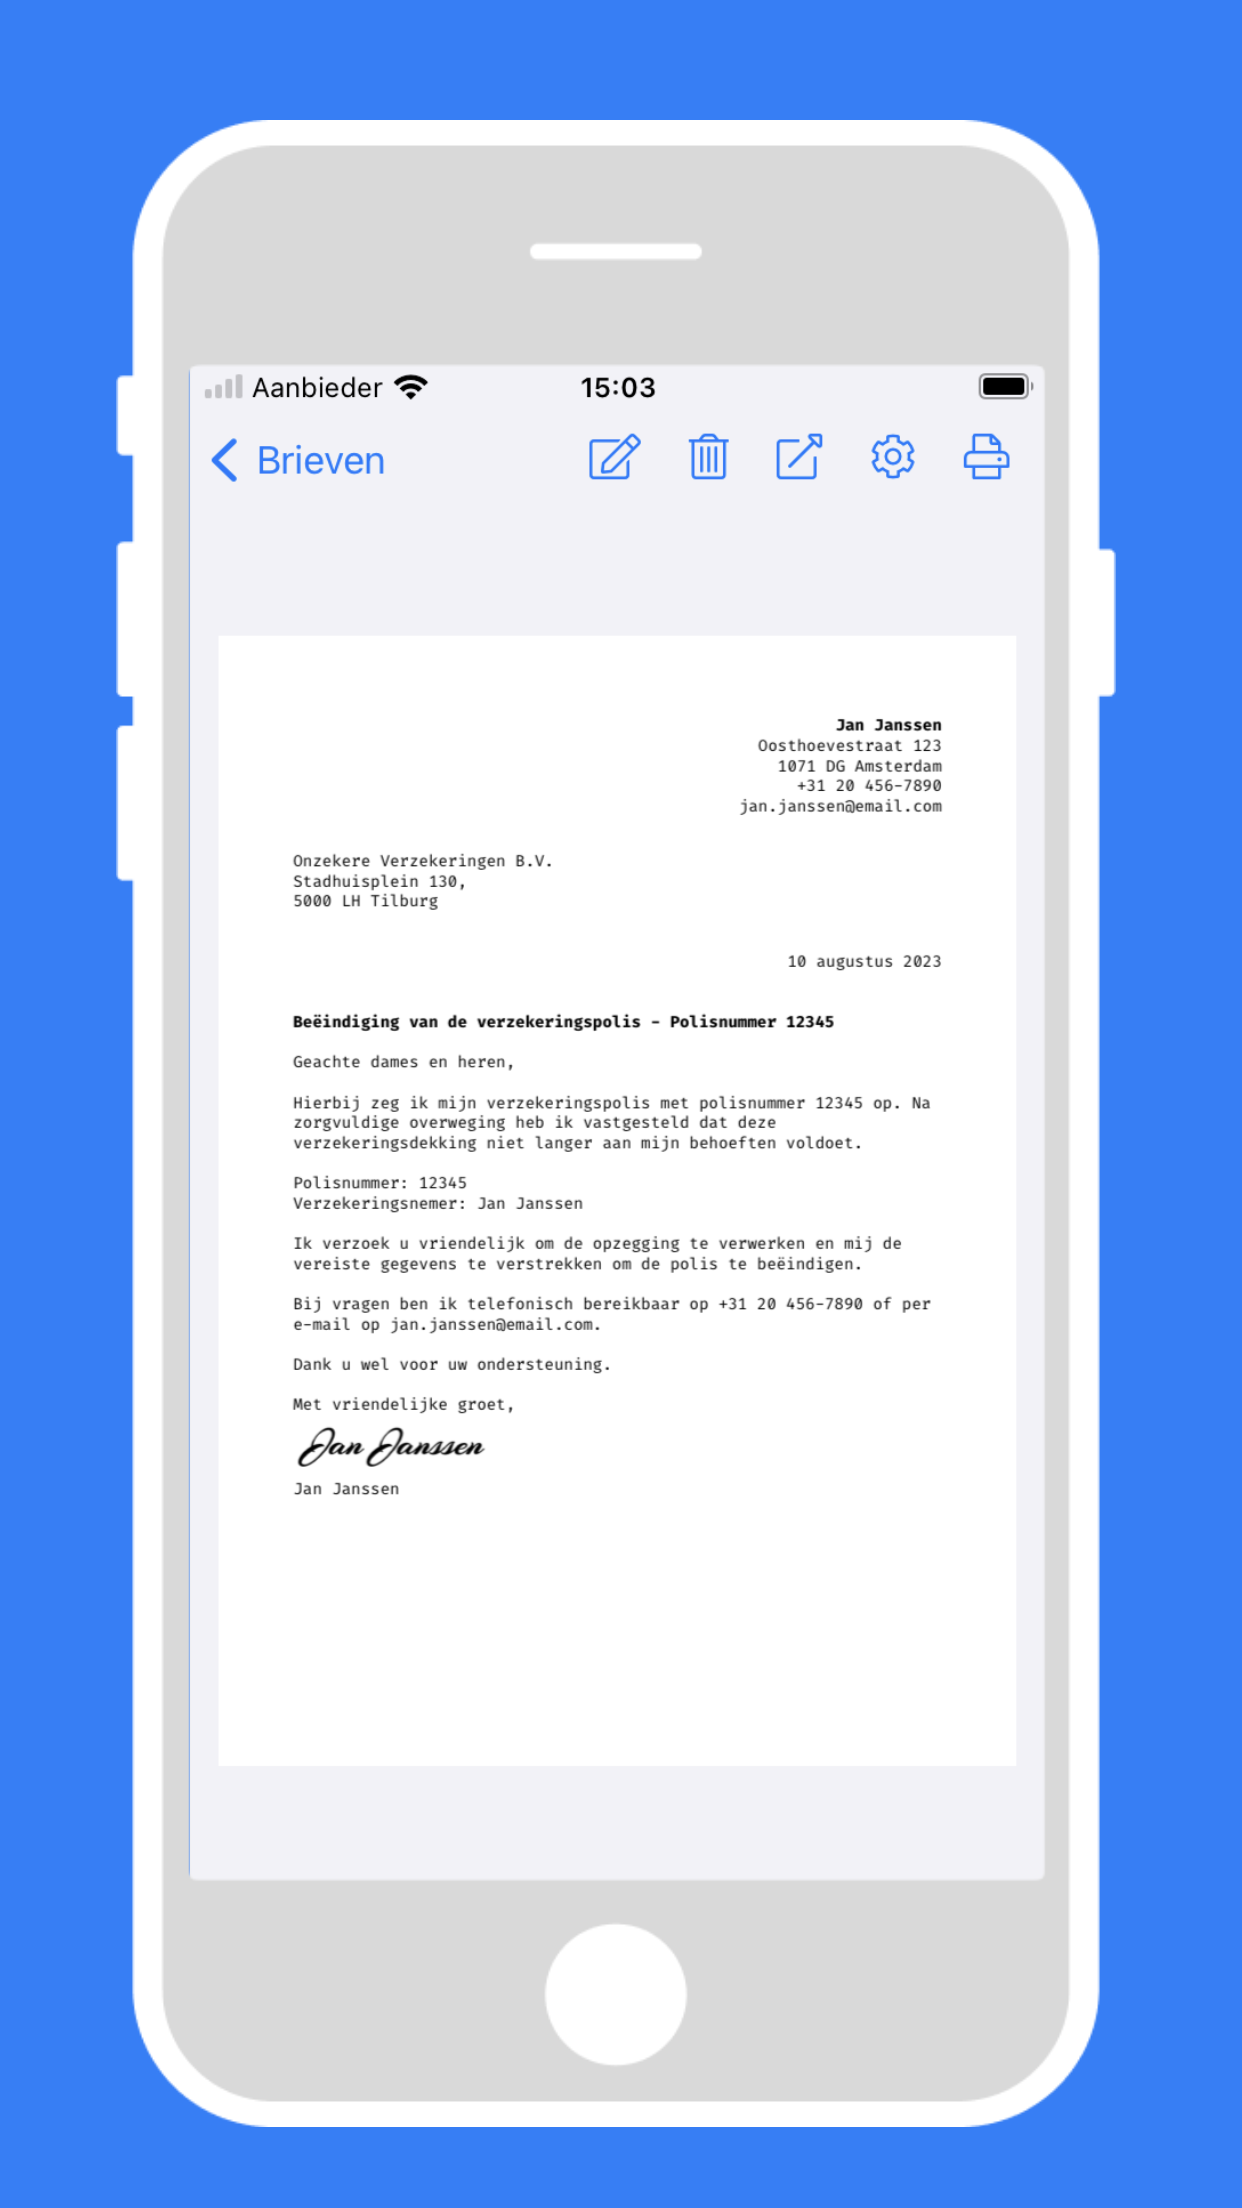 Aanbieder
15:03
Brieven
Jan Janssen
Oosthoevestraat 123
1071 DG Amsterdam
+31 20 456-7890
jan.janssen@email.com
Onzekere Verzekeringen B.V.
Stadhuisplein 130,
5000 LH Tilburg
10 augustus 2023
Beëindiging van de verzekeringspolis - Polisnummer 12345
Geachte dames en heren,
Hierbij zeg ik mijn verzekeringspolis met polisnummer 12345 op. Na
zorgvuldige overweging heb ik vastgesteld dat deze
verzekeringsdekking niet langer aan mijn behoeften voldoet.
Polisnummer: 12345
Verzekeringsnemer: Jan Janssen
Ik verzoek u vriendelijk om de opzegging te verwerken en mij de
vereiste gegevens te verstrekken om de polis te beëindigen.
Bij vragen ben ik telefonisch bereikbaar op +31 20 456-7890 of per
e-mail op jan.janssen@email.com.
Dank u wel voor uw ondersteuning.
Met vriendelijke groet,
Jan Janssen
Jan Janssen